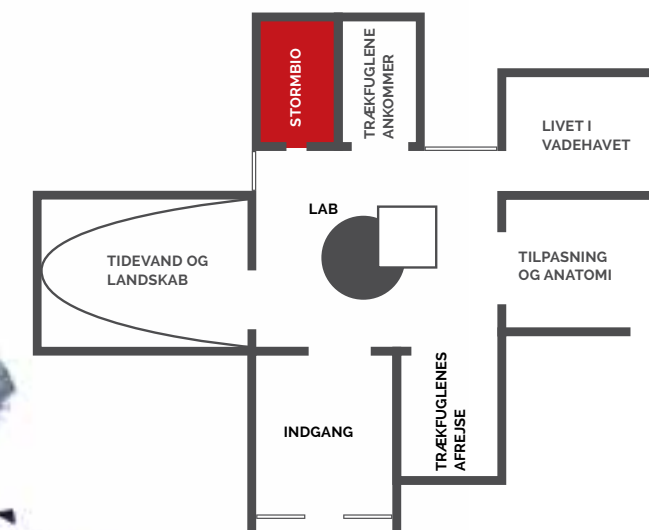 STORMBIO
TRÆKFUGLENE
ANKOMMER
LIVET I
VADEHAVET
LAB
TIDEVAND OG
LANDSKAB
TILPASNING
OG ANATOMI
TRÆKFUGLENES
AFREJSE
INDGANG